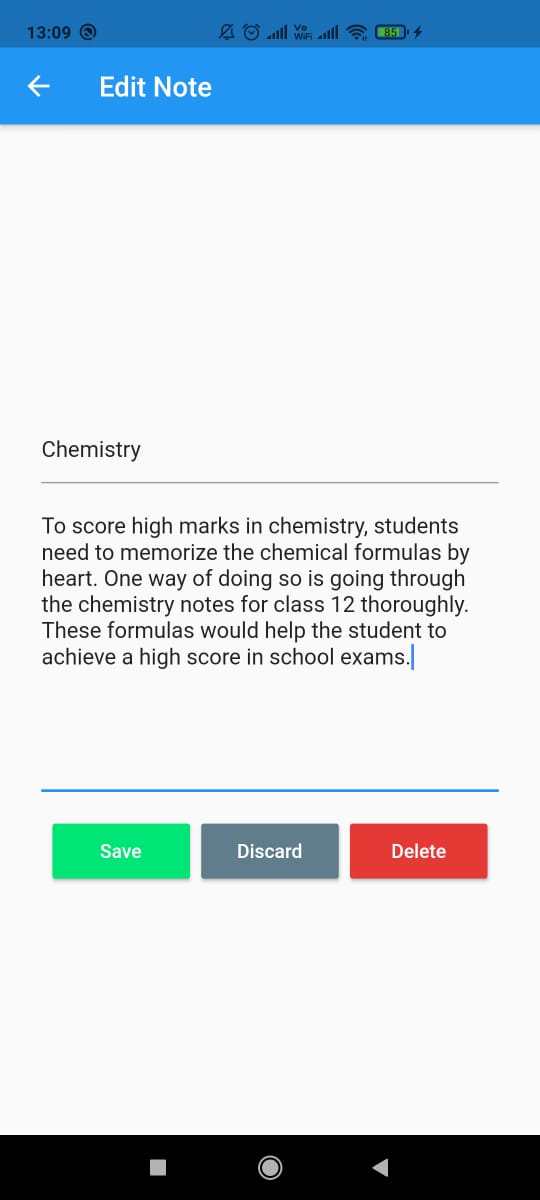 13:09 Vo WiFi 85
Edit Note
Chemistry
To score high marks in chemistry, students
need to memorize the chemical formulas by
heart. One way of doing so is going through
the chemistry notes for class 12 thoroughly.
These formulas would help the student to
achieve a high score in school exams.
Save Discard Delete